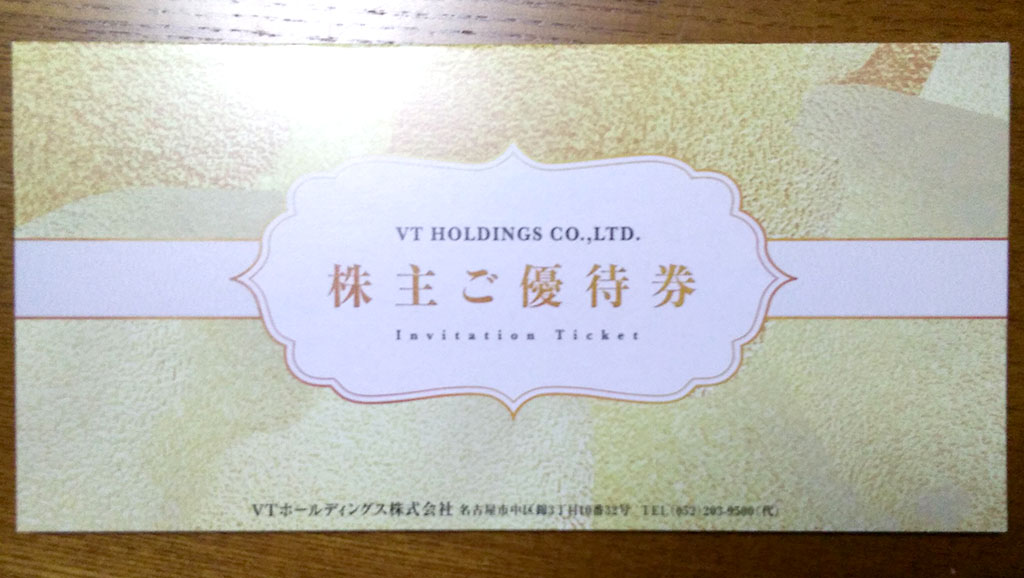 VT HOLDINGS CO.,LTD.
株主ご優待券
Invitation Ticket
VTホールディングス株式会社 名古屋市中区錦3丁目10番32号 TEL(052)203-9500(代)